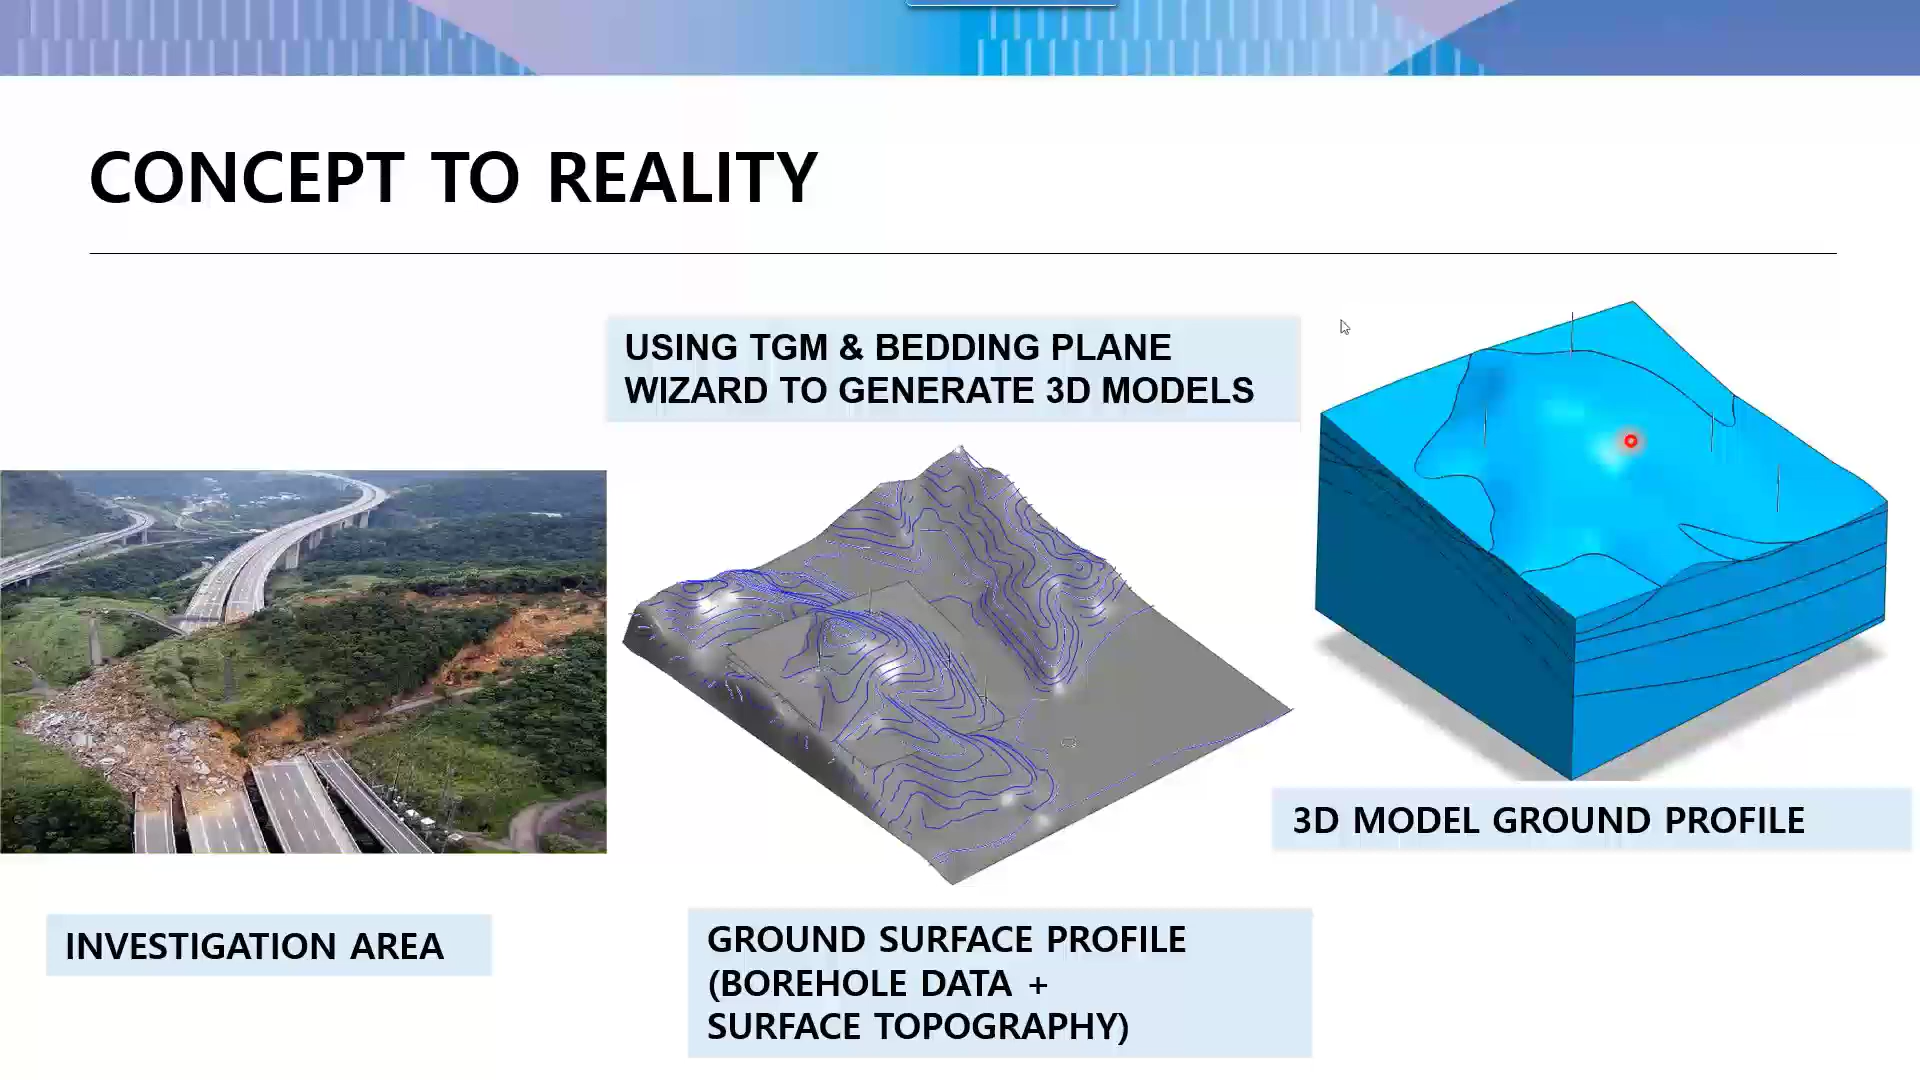 CONCEPT TO REALITY
USING TGM & BEDDING PLANE
WIZARD TO GENERATE 3D MODELS
3D MODEL GROUND PROFILE
INVESTIGATION AREA
GROUND SURFACE PROFILE
(BOREHOLE DATA +
SURFACE TOPOGRAPHY)